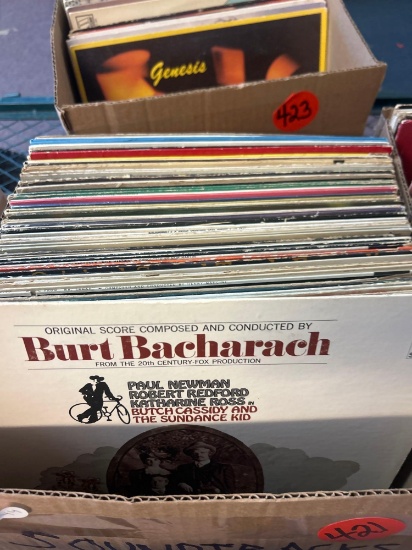 Genesis
423
ORIGINAL SCORE COMPOSED AND CONDUCTED BY
Burt Bacharach
FROM THE 20th CENTURY-FOX PRODUCTION
PAUL NEWMAN
ROBERT REDFORD
KATHARINE ROSS IN
BUTCH CASSIDY AND
THE SUNDANCE KID
421